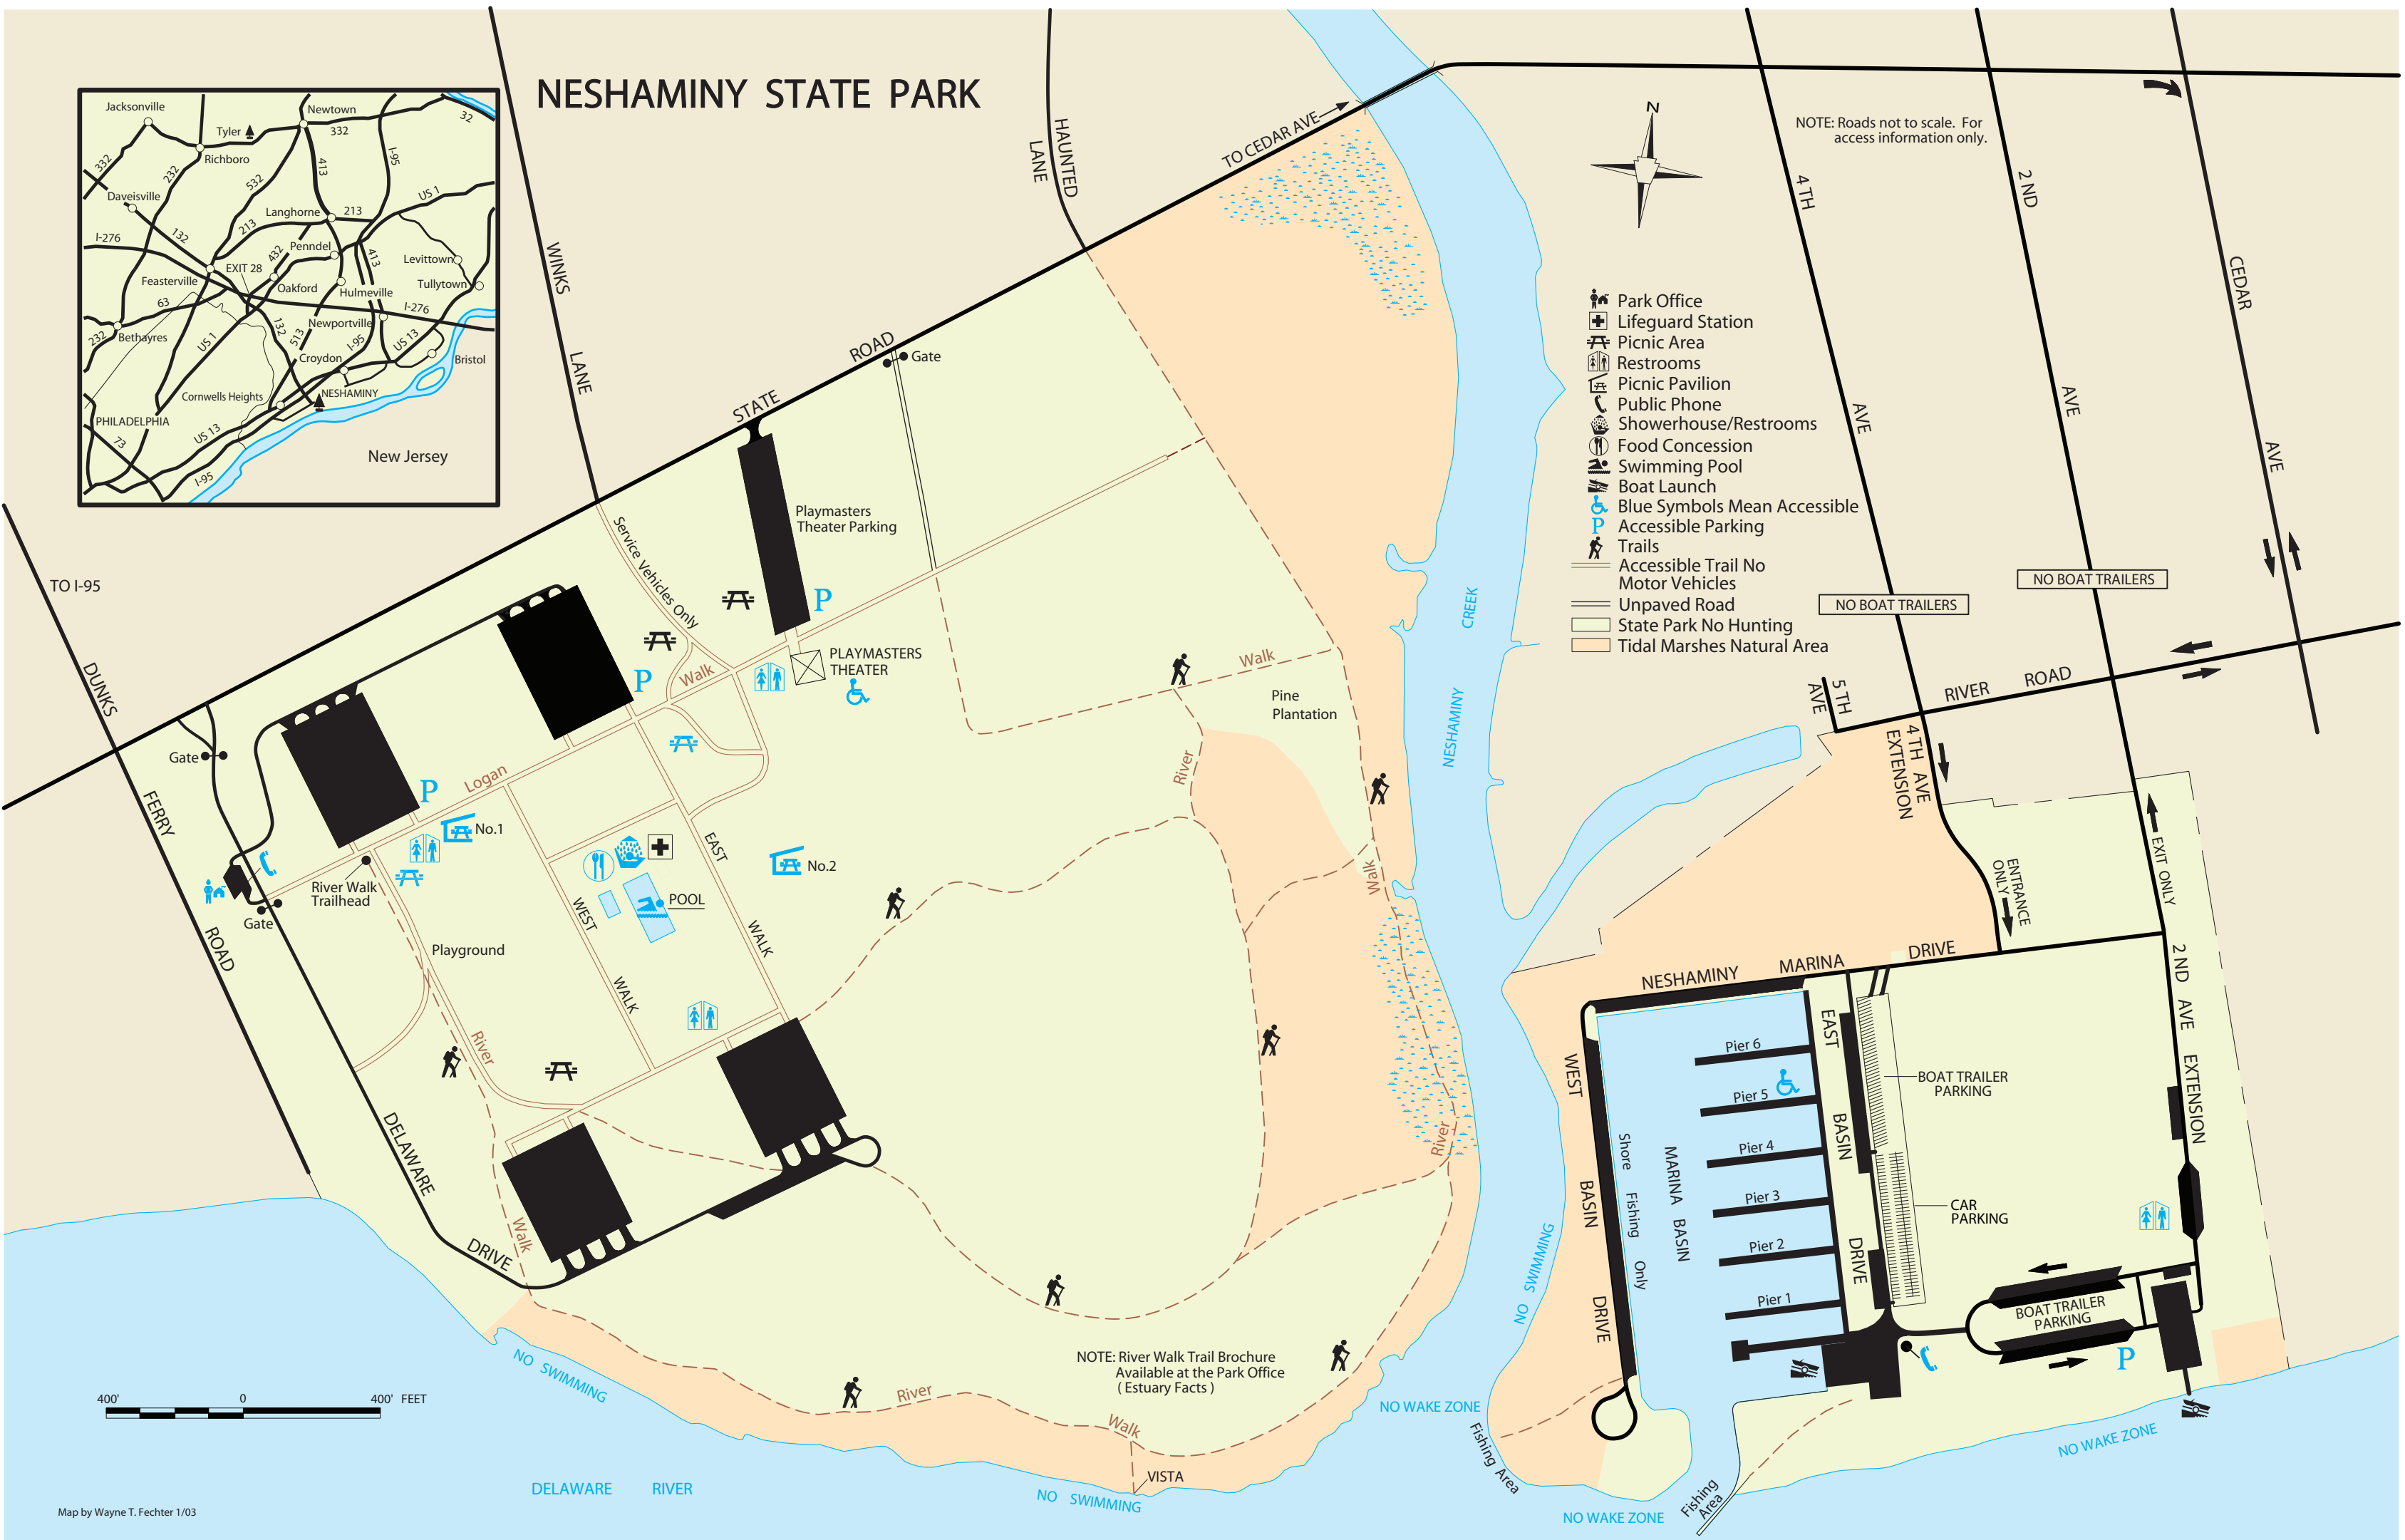 NESHAMINY STATE PARK
Jacksonville
Newtown
32
Tyler
332
Richboro
I-95
332
232
532
413
US 1
Daveisville
Langhorne
213
213
132
I-276
432
Penndel
413
Levittown
EXIT 28
Feasterville
Oakford
Hulmeville
Tullytown
63
I-276
132
513
Newportville
232
Bethayres
US 1
I-95
US 13
Croydon
Bristol
Cornwells Heights
NESHAMINY
PHILADELPHIA
73
US 13
I-95
New Jersey
WINKS
LANE
HAUNTED
LANE
TO CEDAR AVE
STATE
ROAD
Gate
TO I-95
DUNKS
FERRY
ROAD
Service Vehicles Only
Playmasters
Theater Parking
P
PLAYMASTERS
THEATER
P
Walk
Walk
Pine
Plantation
Gate
Logan
P
No.1
River Walk
Trailhead
Gate
Playground
EAST
WALK
WEST
WALK
POOL
No.2
River
Walk
River
Walk
River
DELAWARE
DRIVE
NOTE: River Walk Trail Brochure
Available at the Park Office
( Estuary Facts )
River
Walk
VISTA
NO SWIMMING
NO SWIMMING
DELAWARE RIVER
400' 0 400' FEET
Map by Wayne T. Fechter 1/03
N
NOTE: Roads not to scale. For
access information only.
4 TH
AVE
2 ND
AVE
CEDAR
AVE
Park Office
Lifeguard Station
Picnic Area
Restrooms
Picnic Pavilion
Public Phone
Showerhouse/Restrooms
Food Concession
Swimming Pool
Boat Launch
Blue Symbols Mean Accessible
P Accessible Parking
Trails
Accessible Trail No
Motor Vehicles
Unpaved Road
State Park No Hunting
Tidal Marshes Natural Area
NO BOAT TRAILERS
NO BOAT TRAILERS
NESHAMINY
CREEK
5 TH
AVE
RIVER ROAD
4 TH AVE
EXTENSION
ENTRANCE
ONLY
EXIT ONLY
2 ND AVE EXTENSION
NESHAMINY MARINA DRIVE
EAST
BASIN
DRIVE
WEST
BASIN
DRIVE
Shore Fishing Only
MARINA BASIN
Pier 6
Pier 5
Pier 4
Pier 3
Pier 2
Pier 1
BOAT TRAILER
PARKING
CAR
PARKING
BOAT TRAILER
PARKING
P
NO SWIMMING
NO WAKE ZONE
Fishing Area
NO WAKE ZONE
Fishing
Area
NO WAKE ZONE